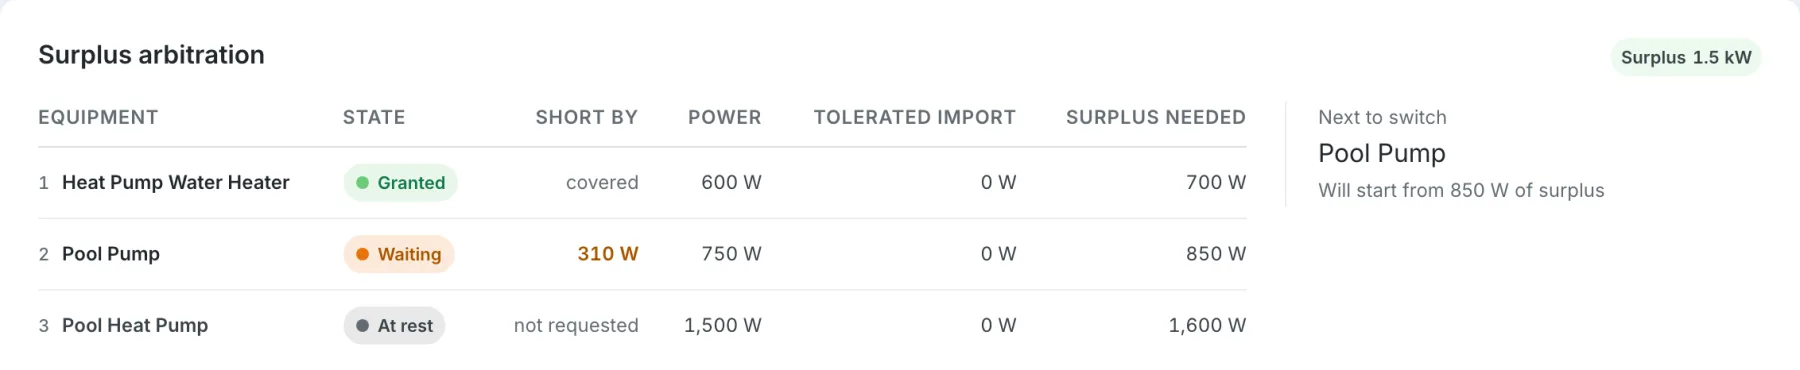 Surplus arbitration
Surplus 1.5 kW
EQUIPMENT STATE SHORT BY POWER TOLERATED IMPORT SURPLUS NEEDED
1 Heat Pump Water Heater Granted covered 600 W 0 W 700 W
2 Pool Pump Waiting 310 W 750 W 0 W 850 W
3 Pool Heat Pump At rest not requested 1,500 W 0 W 1,600 W
Next to switch
Pool Pump
Will start from 850 W of surplus